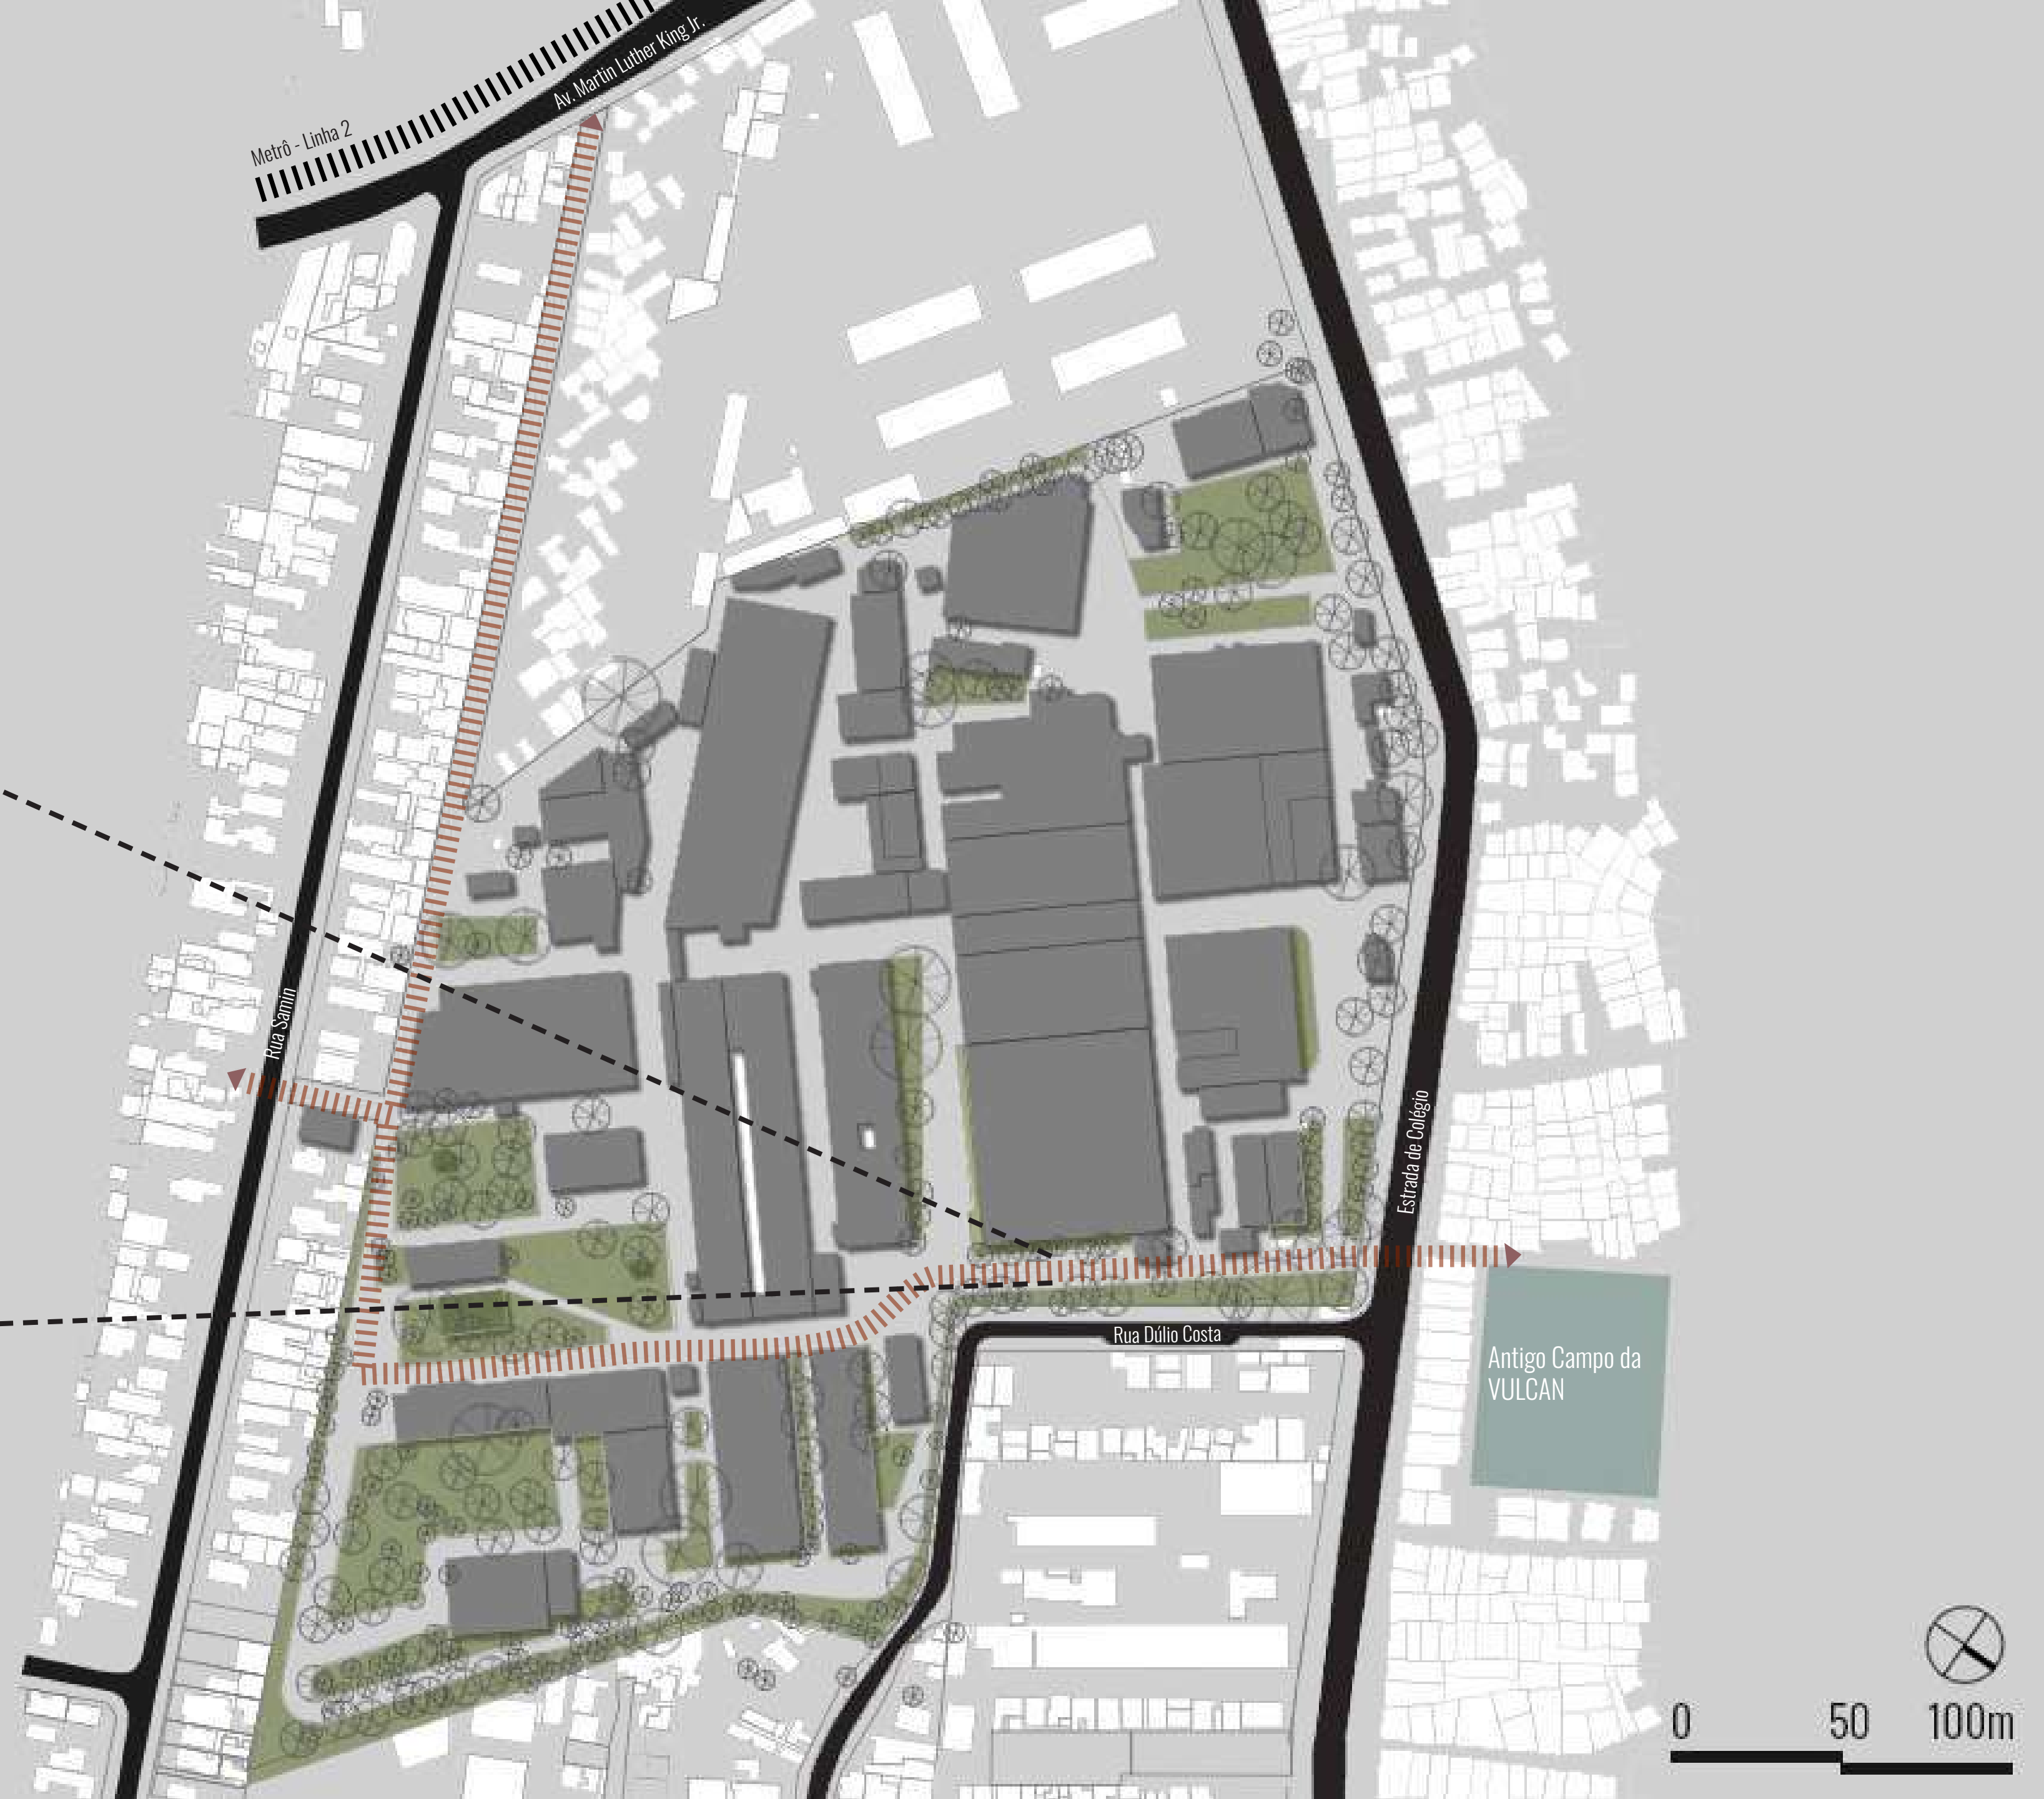 Av. Martin Luther King Jr.
Metrô - Linha 2
Rua Samin
Estrada de Colégio
Rua Dúlio Costa
Antigo Campo da
VULCAN
0 50 100m